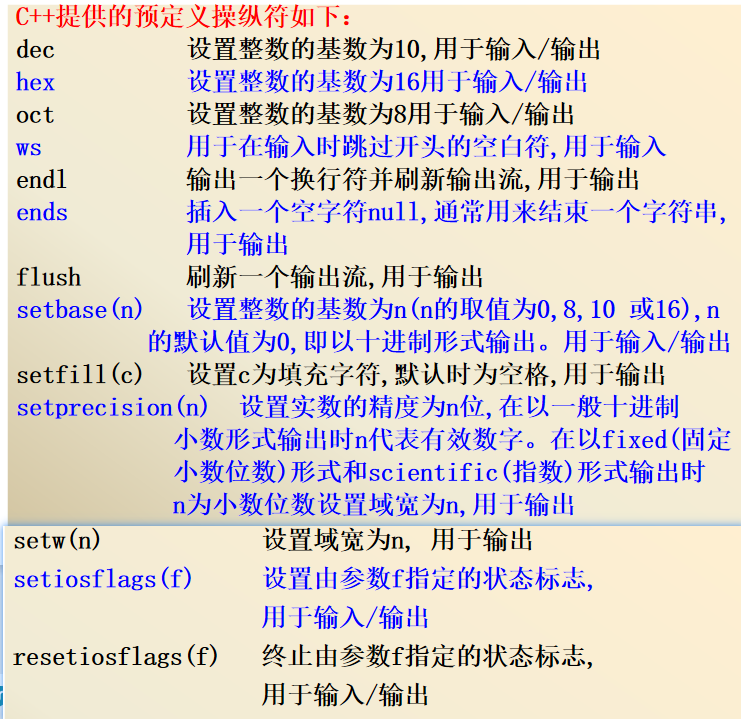 C++提供的预定义操纵符如下：
dec 设置整数的基数为10,用于输入/输出
hex 设置整数的基数为16用于输入/输出
oct 设置整数的基数为8用于输入/输出
ws 用于在输入时跳过开头的空白符,用于输入
endl 输出一个换行符并刷新输出流,用于输出
ends 插入一个空字符null,通常用来结束一个字符串,
用于输出
flush 刷新一个输出流,用于输出
setbase(n) 设置整数的基数为n(n的取值为0,8,10 或16),n
的默认值为0,即以十进制形式输出。用于输入/输出
setfill(c) 设置c为填充字符,默认时为空格,用于输出
setprecision(n) 设置实数的精度为n位,在以一般十进制
小数形式输出时n代表有效数字。在以fixed(固定
小数位数)形式和scientific(指数)形式输出时
n为小数位数设置域宽为n,用于输出
setw(n) 设置域宽为n, 用于输出
setiosflags(f) 设置由参数f指定的状态标志,
用于输入/输出
resetiosflags(f) 终止由参数f指定的状态标志,
用于输入/输出